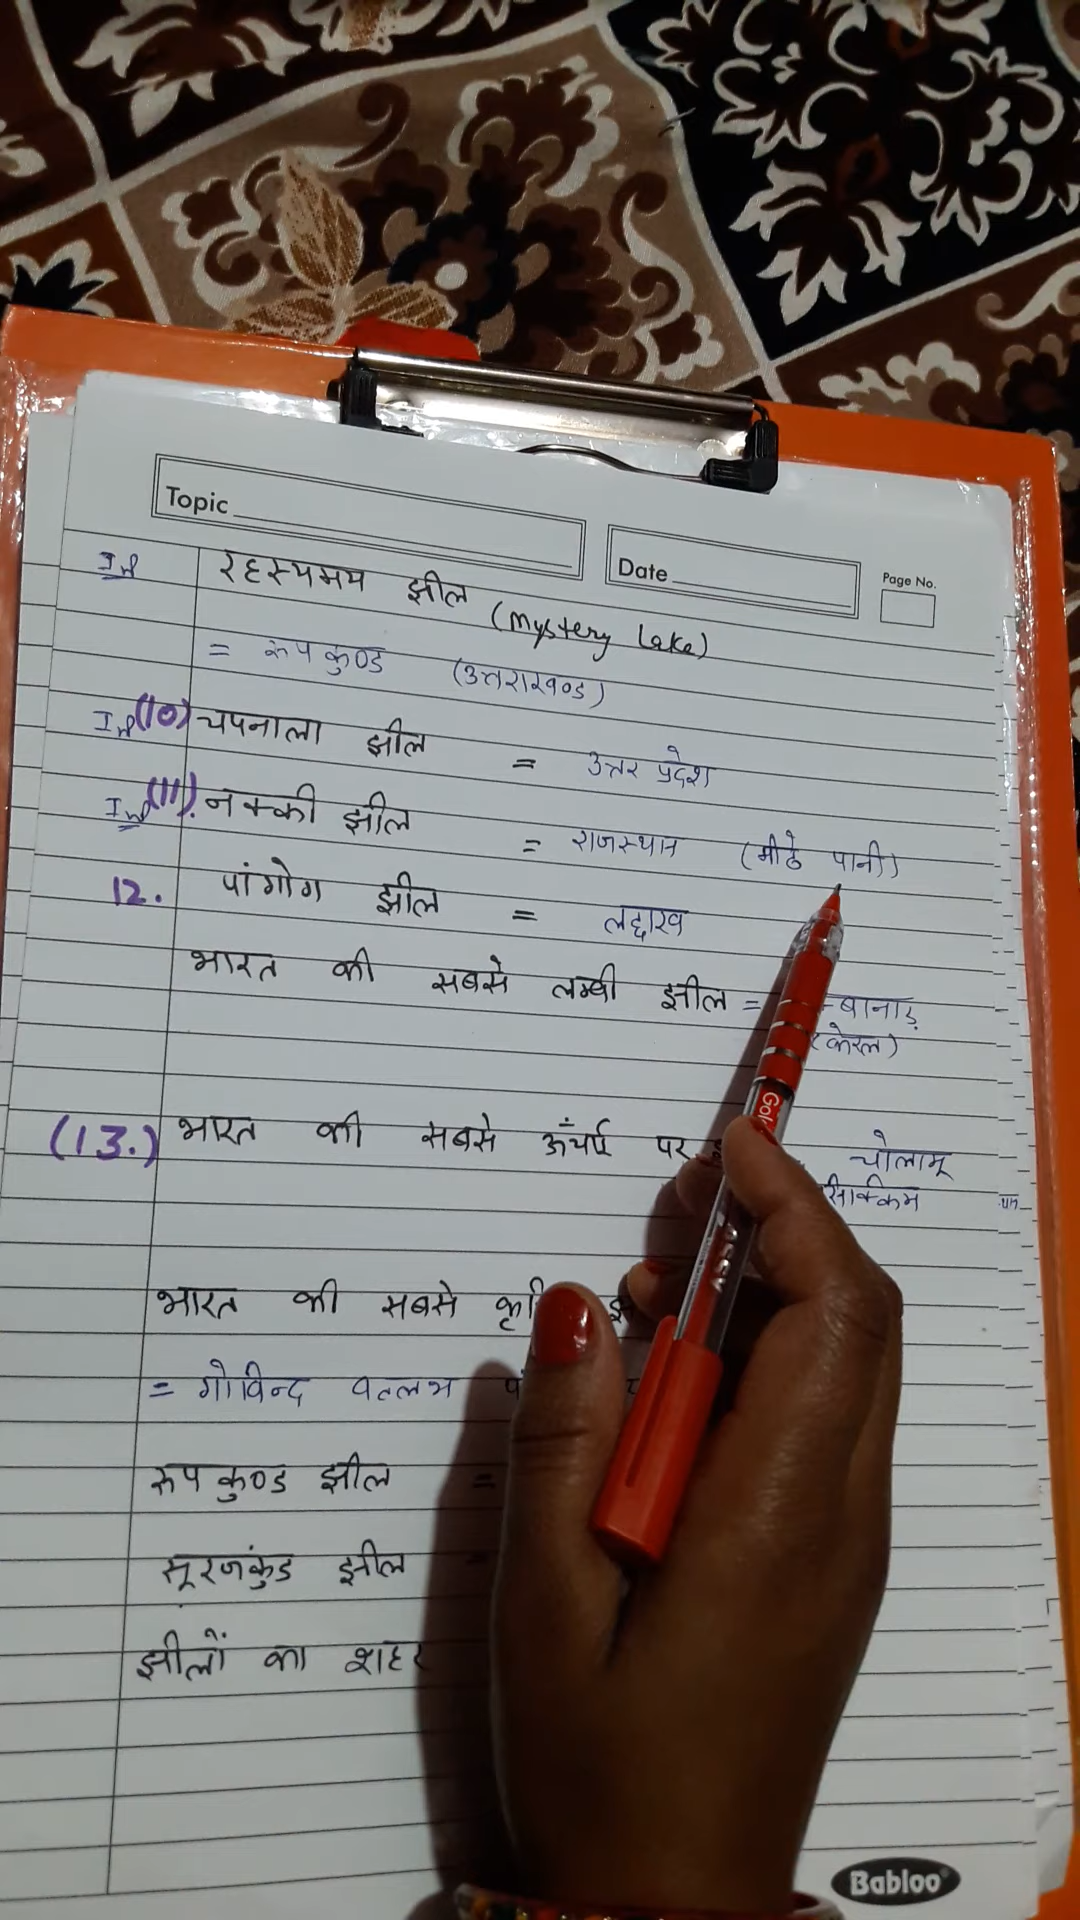 Topic
Date
Page No.
Imp रहस्यमय झील (Mystery Lake)
= रुपकुण्ड (उत्तराखण्ड)
Imp (10) चपनाला झील = उत्तर प्रदेश
Imp (11). नक्की झील = राजस्थान (मीठे पानी)
12. पांगोग झील = लद्दाख
भारत की सबसे लम्बी झील = बानाड़
(केरल)
(13.) भारत की सबसे ऊँचाई पर चोलामू
सिक्किम
भारत की सबसे
= गोविन्द वल्लभ
रुपकुण्ड झील =
सूरजकुंड झील =
झीलों का शहर
Babloo